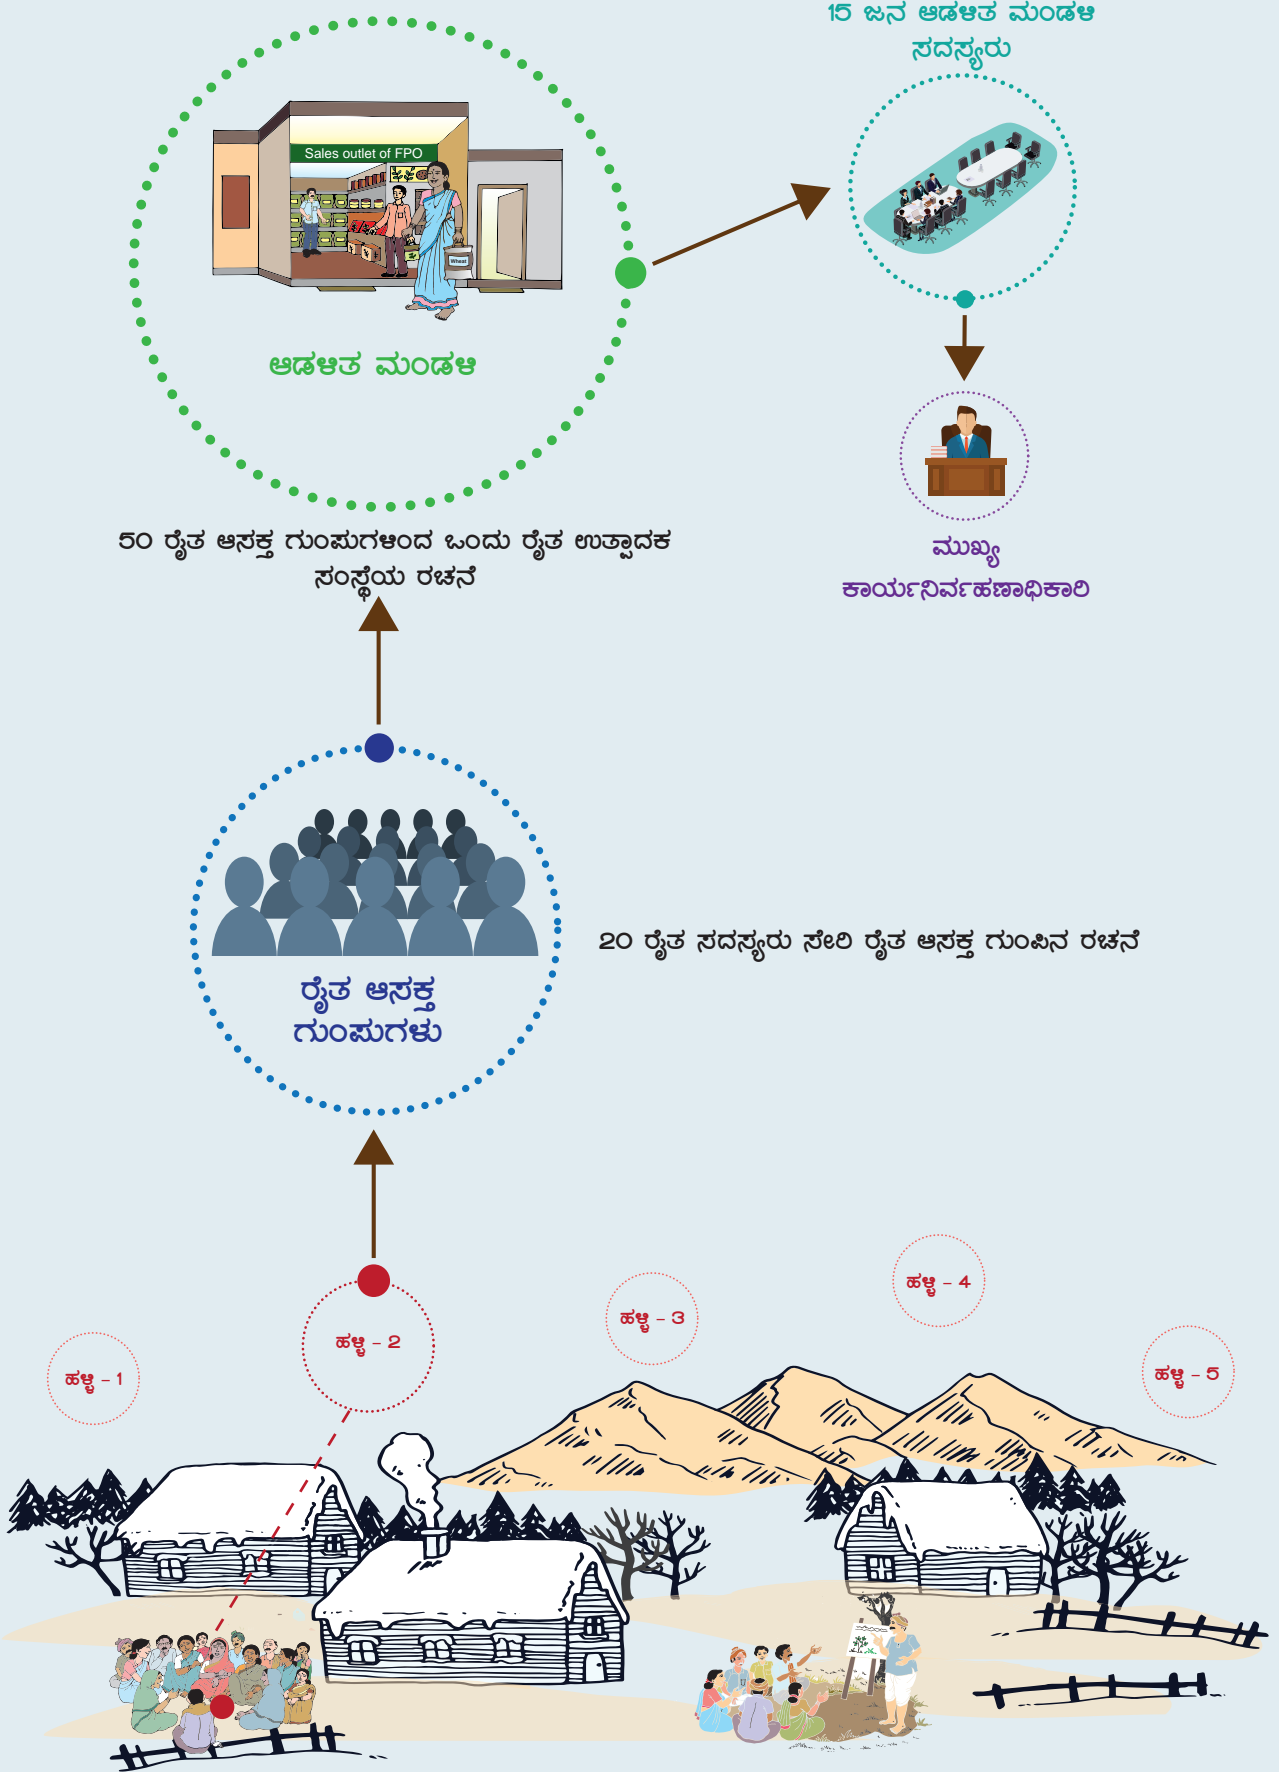 15 ಜನ ಆಡಳಿತ ಮಂಡಳಿ
ಸದಸ್ಯರು
Sales outlet of FPO
Wheat
ಆಡಳಿತ ಮಂಡಳಿ
50 ರೈತ ಆಸಕ್ತ ಗುಂಪುಗಳಿಂದ ಒಂದು ರೈತ ಉತ್ಪಾದಕ
ಸಂಸ್ಥೆಯ ರಚನೆ
ಮುಖ್ಯ
ಕಾರ್ಯನಿರ್ವಹಣಾಧಿಕಾರಿ
20 ರೈತ ಸದಸ್ಯರು ಸೇರಿ ರೈತ ಆಸಕ್ತ ಗುಂಪಿನ ರಚನೆ
ರೈತ ಆಸಕ್ತ
ಗುಂಪುಗಳು
ಹಳ್ಳಿ - 1
ಹಳ್ಳಿ - 2
ಹಳ್ಳಿ - 3
ಹಳ್ಳಿ - 4
ಹಳ್ಳಿ - 5